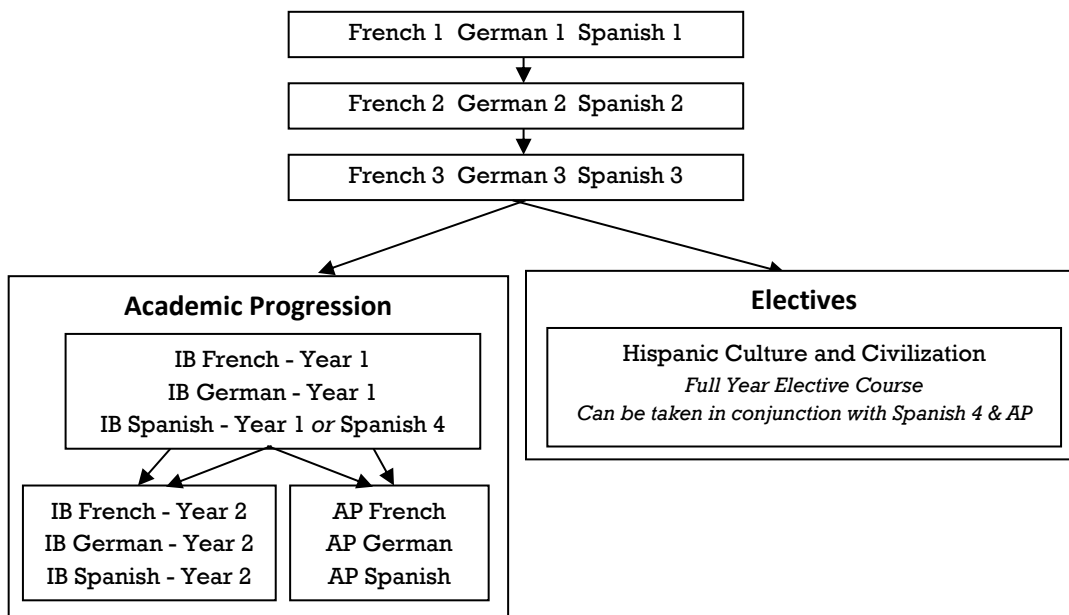 French 1 German 1 Spanish 1
French 2 German 2 Spanish 2
French 3 German 3 Spanish 3
Academic Progression
IB French - Year 1
IB German - Year 1
IB Spanish - Year 1 or Spanish 4
IB French - Year 2
IB German - Year 2
IB Spanish - Year 2
AP French
AP German
AP Spanish
Electives
Hispanic Culture and Civilization
Full Year Elective Course
Can be taken in conjunction with Spanish 4 & AP